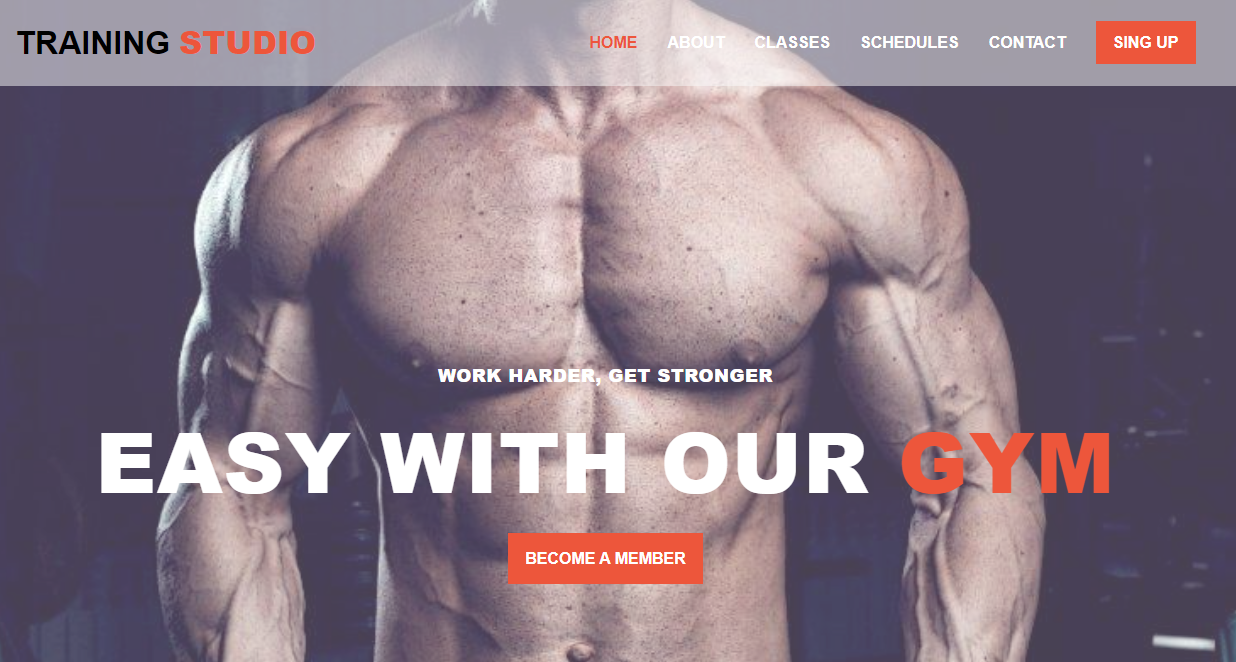 TRAINING STUDIO
HOME ABOUT CLASSES SCHEDULES CONTACT SING UP
WORK HARDER, GET STRONGER
EASY WITH OUR GYM
BECOME A MEMBER